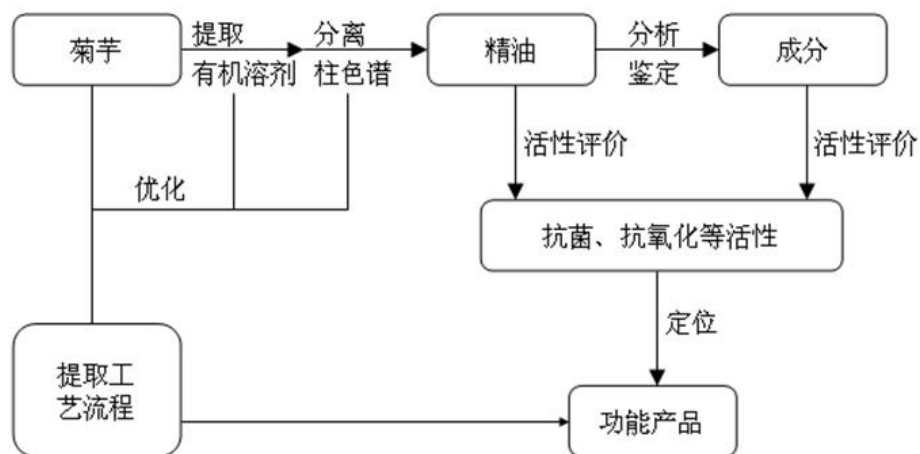 菊芋
提取
有机溶剂
分离
柱色谱
精油
分析
鉴定
成分
活性评价
活性评价
优化
抗菌、抗氧化等活性
定位
提取工
艺流程
功能产品